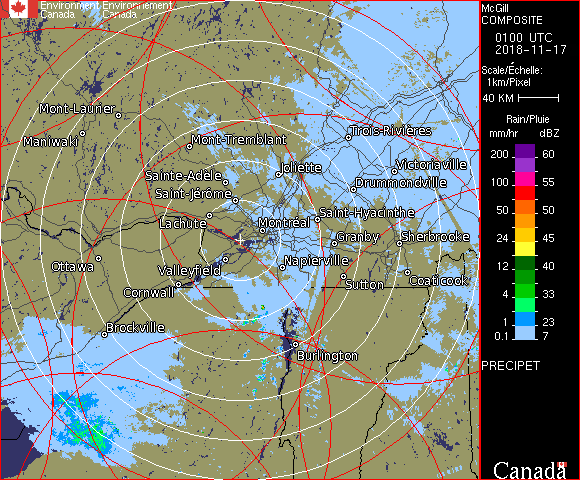 Environment Environnement
Canada Canada
McGill
COMPOSITE
0100 UTC
2018-11-17
Scale/Échelle:
1km/Pixel
40 KM
Rain/Pluie
mm/hr dBZ
200 60
100 55
50 50
24 45
12 40
4 33
1 23
0.1 7
PRECIPET
Canada
Mont-Laurier
Maniwaki
Mont-Tremblant
Trois-Rivières
Joliette
Victoriaville
Sainte-Adèle
Drummondville
Saint-Jérôme
Saint-Hyacinthe
Lachute
Montréal
Granby
Sherbrooke
Ottawa
Valleyfield
Napierville
Sutton
Coaticook
Cornwall
Brockville
Burlington